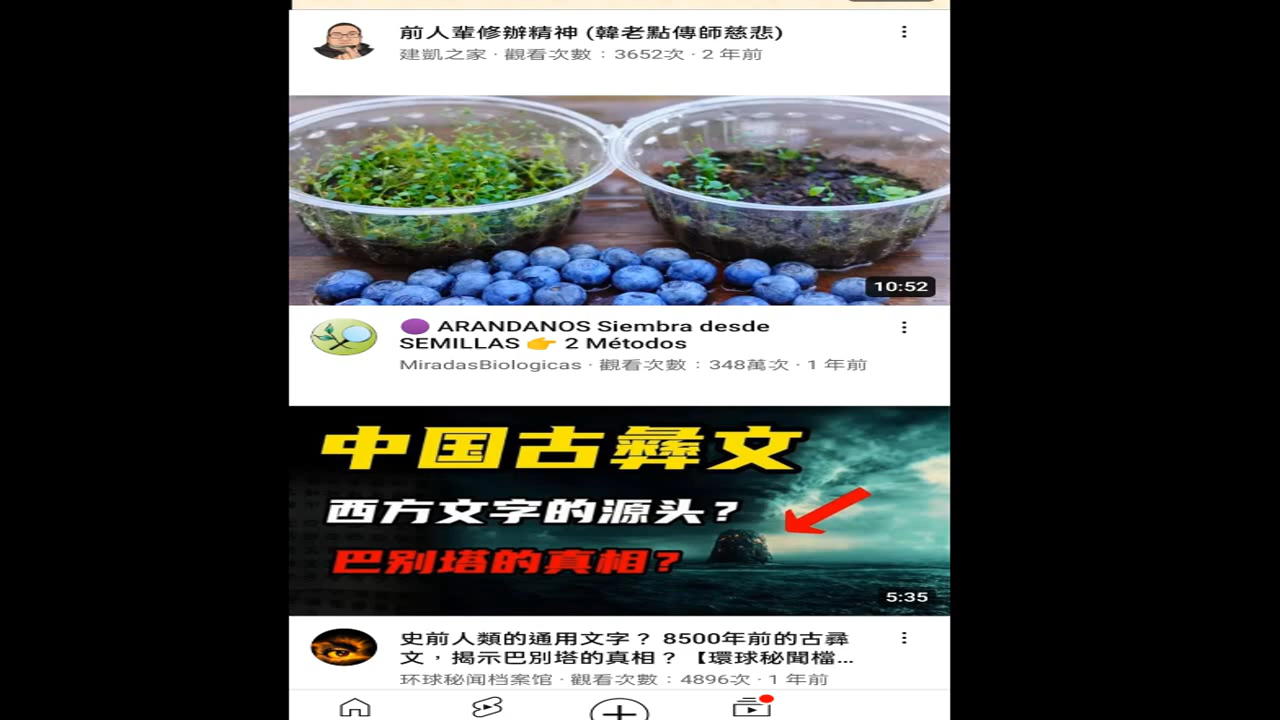 前人輩修辦精神 (韓老點傳師慈悲)
建凱之家 · 觀看次數：3652次 · 2 年前
10:52
🟣 ARANDANOS Siembra desde
SEMILLAS 👉 2 Métodos
MiradasBiologicas · 觀看次數：348萬次 · 1 年前
中国古彝文
西方文字的源头？
巴别塔的真相？
5:35
史前人類的通用文字？ 8500年前的古彞
文，揭示巴別塔的真相？【環球秘聞檔...
环球秘闻档案馆 · 觀看次數：4896次 · 1 年前